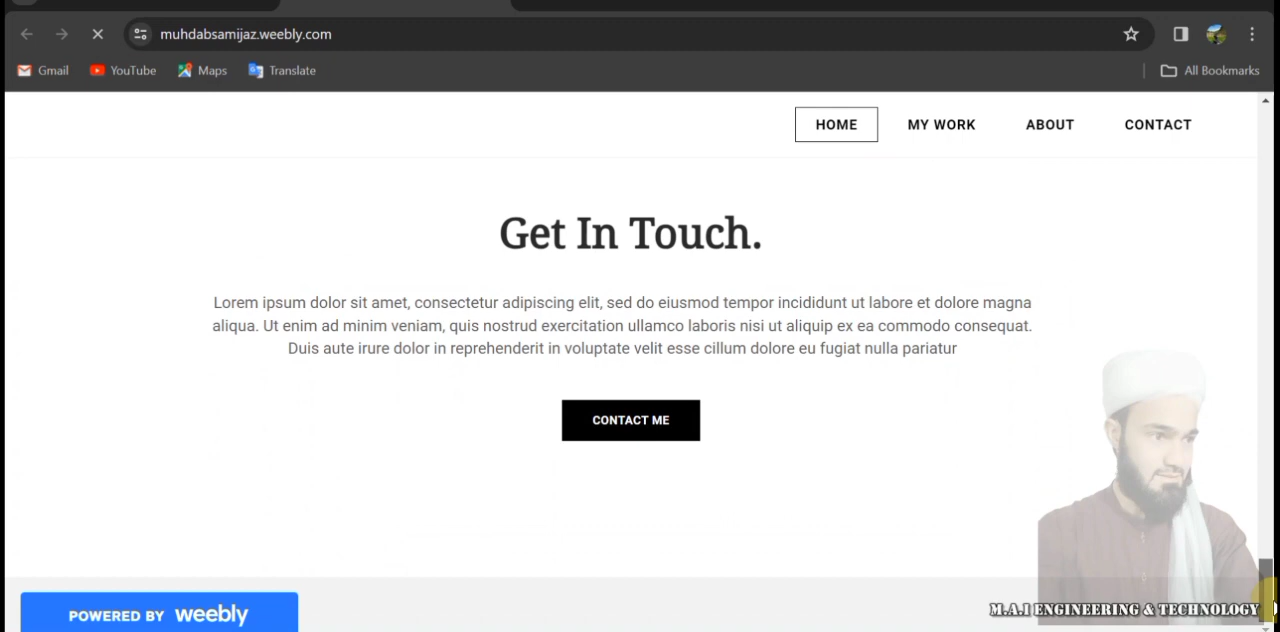 muhdabsamijaz.weebly.com
Gmail YouTube Maps Translate All Bookmarks
HOME MY WORK ABOUT CONTACT
Get In Touch.
Lorem ipsum dolor sit amet, consectetur adipiscing elit, sed do eiusmod tempor incididunt ut labore et dolore magna
aliqua. Ut enim ad minim veniam, quis nostrud exercitation ullamco laboris nisi ut aliquip ex ea commodo consequat.
Duis aute irure dolor in reprehenderit in voluptate velit esse cillum dolore eu fugiat nulla pariatur
CONTACT ME
POWERED BY weebly
M.A.I ENGINEERING & TECHNOLOGY